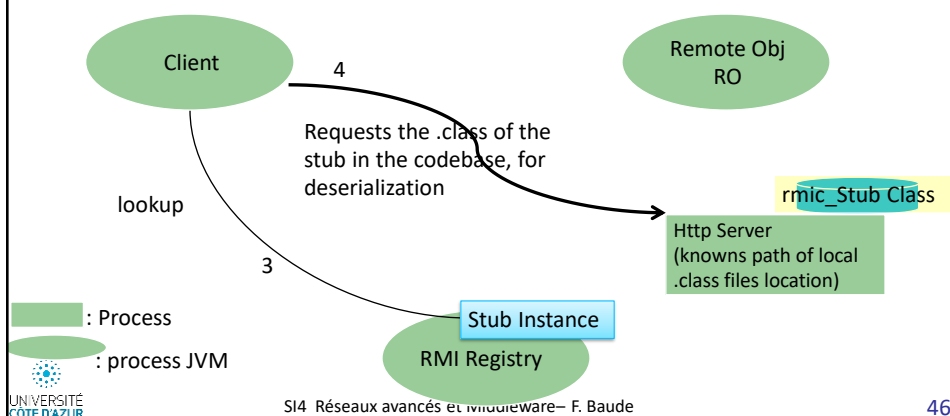 Client
4
Remote Obj
RO
Requests the .class of the
stub in the codebase, for
deserialization
rmic_Stub Class
lookup
Http Server
(knowns path of local
.class files location)
3
Stub Instance
: Process
RMI Registry
: process JVM
UNIVERSITÉ
CÔTE D'AZUR
SI4 Réseaux avancés et Middleware– F. Baude
46